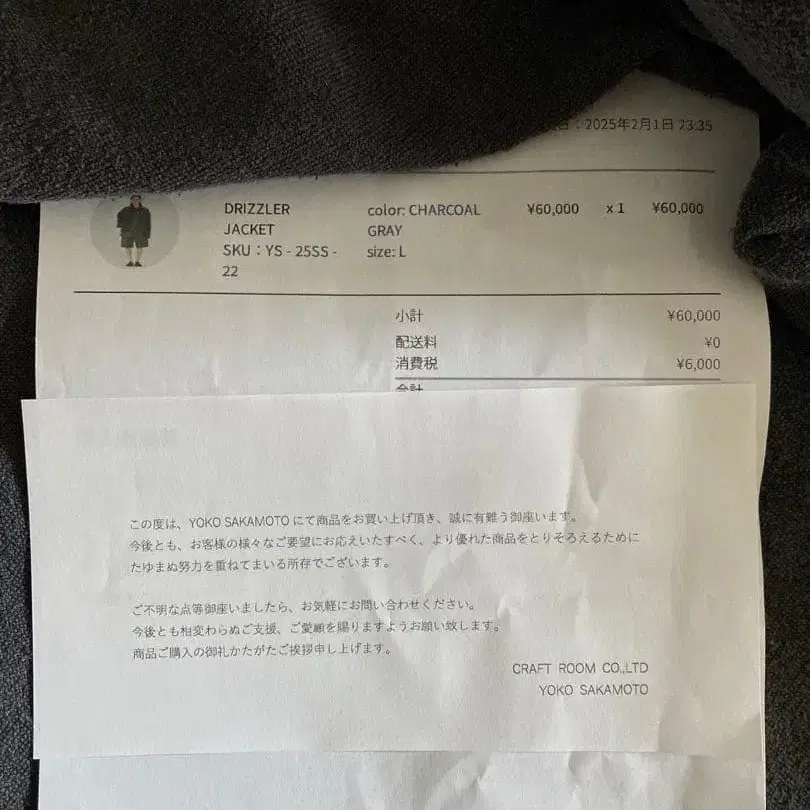 日：2025年2月1日 23:35
DRIZZLER color: CHARCOAL ¥60,000 x 1 ¥60,000
JACKET GRAY
SKU：YS - 25SS - size: L
22
小計 ¥60,000
配送料 ¥0
消費税 ¥6,000
合計
この度は、YOKO SAKAMOTO にて商品をお買い上げ頂き、誠に有難う御座います。
今後とも、お客様の様々なご要望にお応えいたすべく、より優れた商品をとりそろえるために
たゆまぬ努力を重ねてまいる所存でございます。
ご不明な点等御座いましたら、お気軽にお問い合わせください。
今後とも相変わらぬご支援、ご愛顧を賜りますようお願い致します。
商品ご購入の御礼かたがたご挨拶申し上げます。
CRAFT ROOM CO.,LTD
YOKO SAKAMOTO